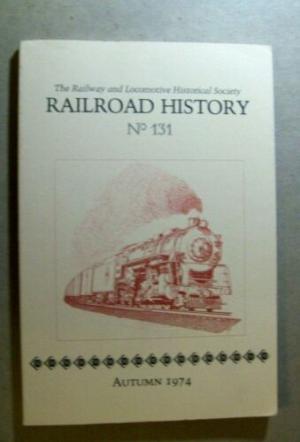 The Railway and Locomotive Historical Society
RAILROAD HISTORY
No 131
AUTUMN 1974